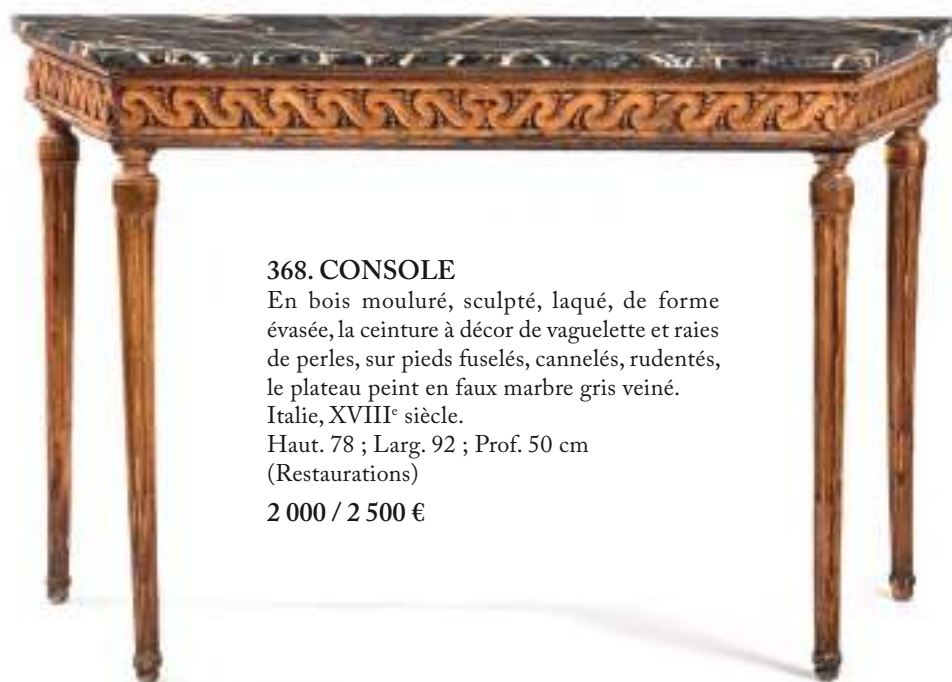 368. CONSOLE
En bois mouluré, sculpté, laqué, de forme
évasée, la ceinture à décor de vaguelette et raies
de perles, sur pieds fuselés, cannelés, rudentés,
le plateau peint en faux marbre gris veiné.
Italie, XVIIIᵉ siècle.
Haut. 78 ; Larg. 92 ; Prof. 50 cm
(Restaurations)
2 000 / 2 500 €